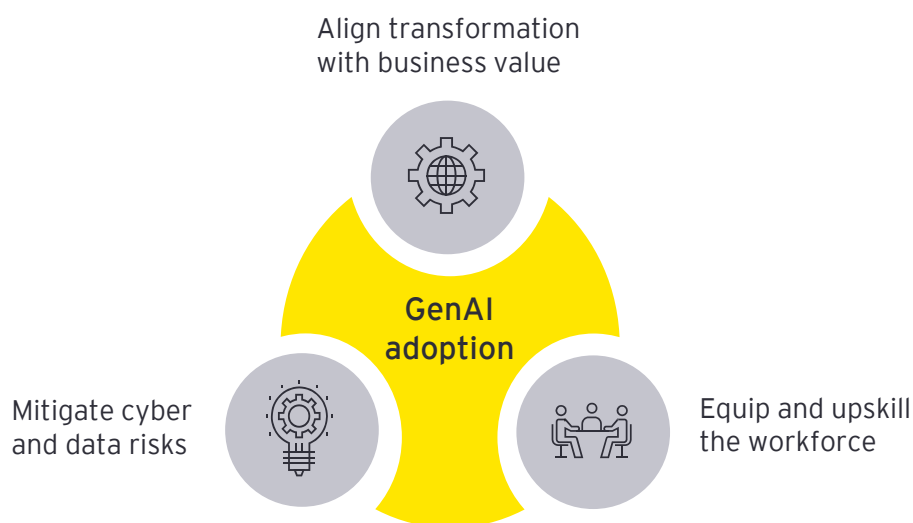 Align transformation
with business value
GenAI
adoption
Mitigate cyber
and data risks
Equip and upskill
the workforce